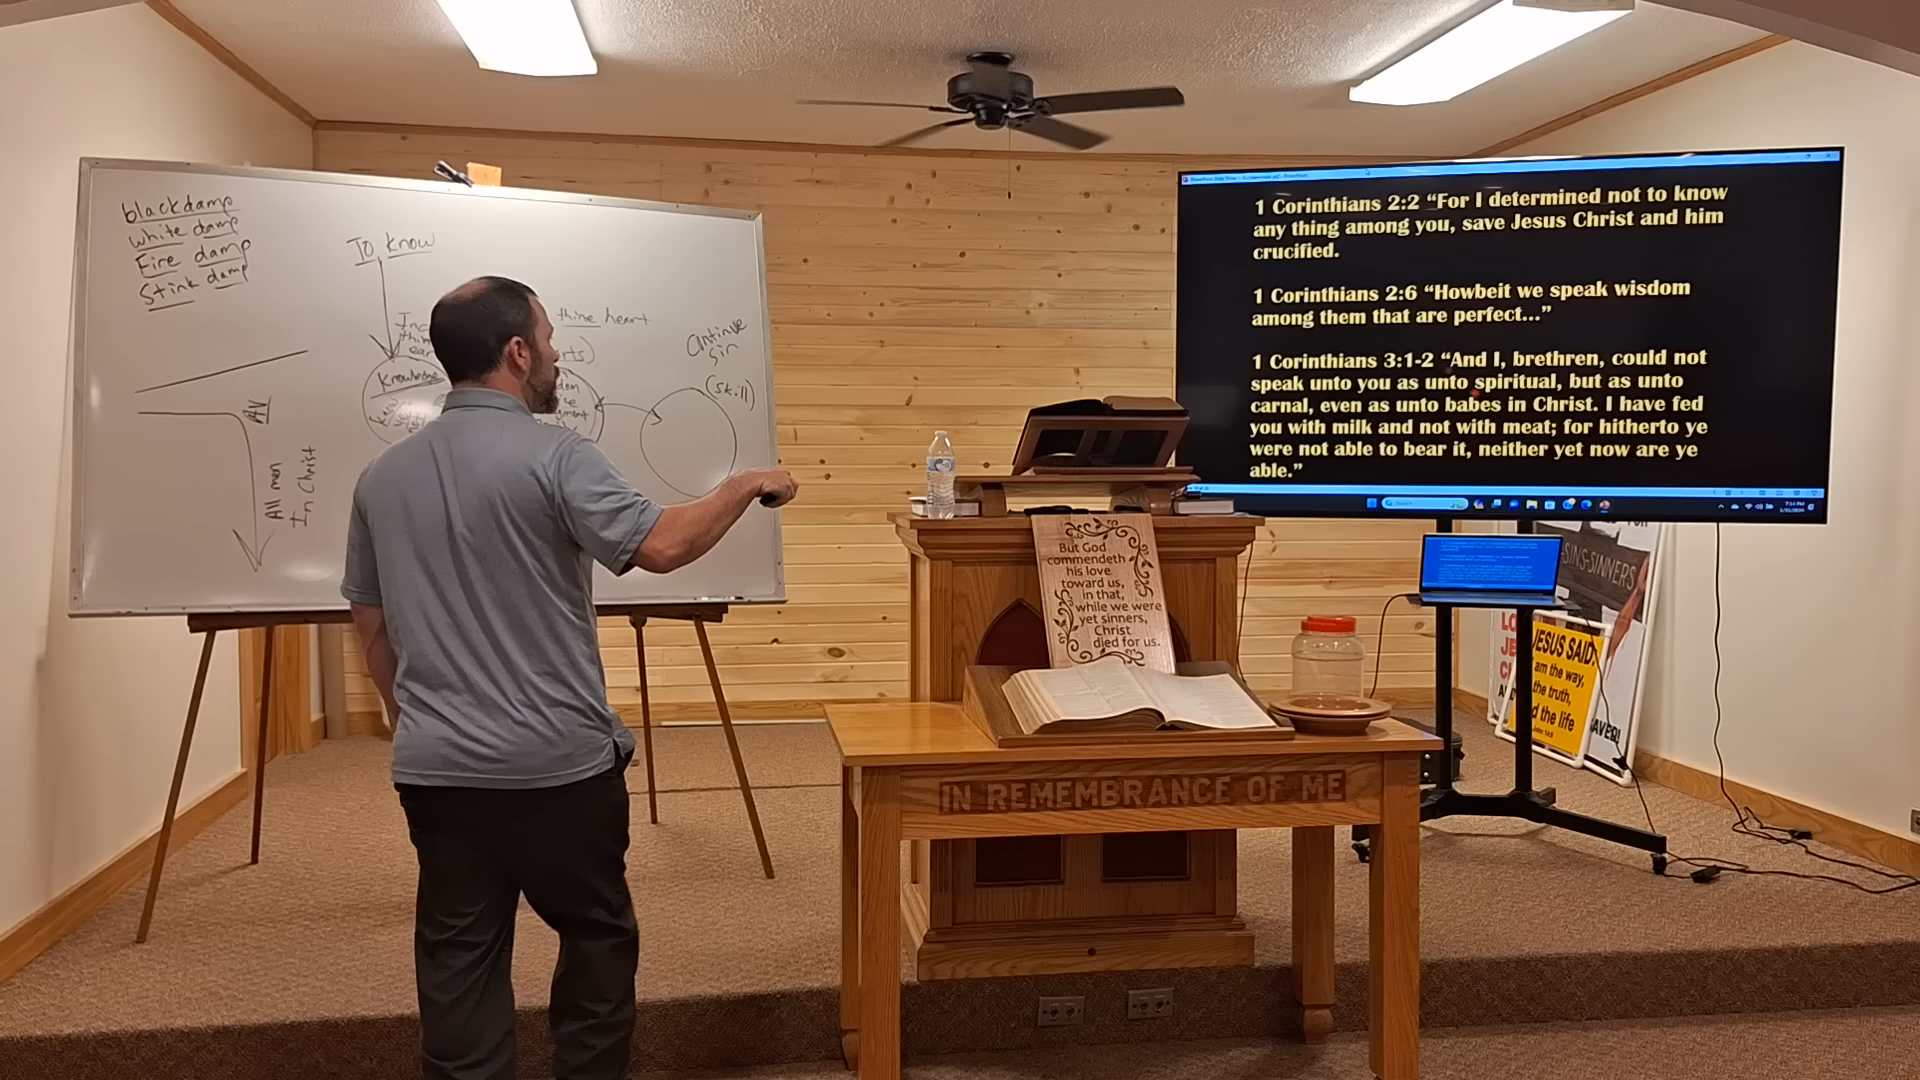 blackdamp
white damp
Fire damp
Stink damp
To know
thine heart
Continue
Sin
(Skill)
ear
Knowledge
AV
All men
In Christ
1 Corinthians 2:2 “For I determined not to know
any thing among you, save Jesus Christ and him
crucified.
1 Corinthians 2:6 “Howbeit we speak wisdom
among them that are perfect...”
1 Corinthians 3:1-2 “And I, brethren, could not
speak unto you as unto spiritual, but as unto
carnal, even as unto babes in Christ. I have fed
you with milk and not with meat; for hitherto ye
were not able to bear it, neither yet now are ye
able.”
Search
But God
commendeth
his love
toward us,
in that,
while we were
yet sinners,
Christ
died for us.
IN REMEMBRANCE OF ME
SINS-SINNERS
JESUS SAID:
am the way,
the truth,
d the life
John 14:6
AVED!